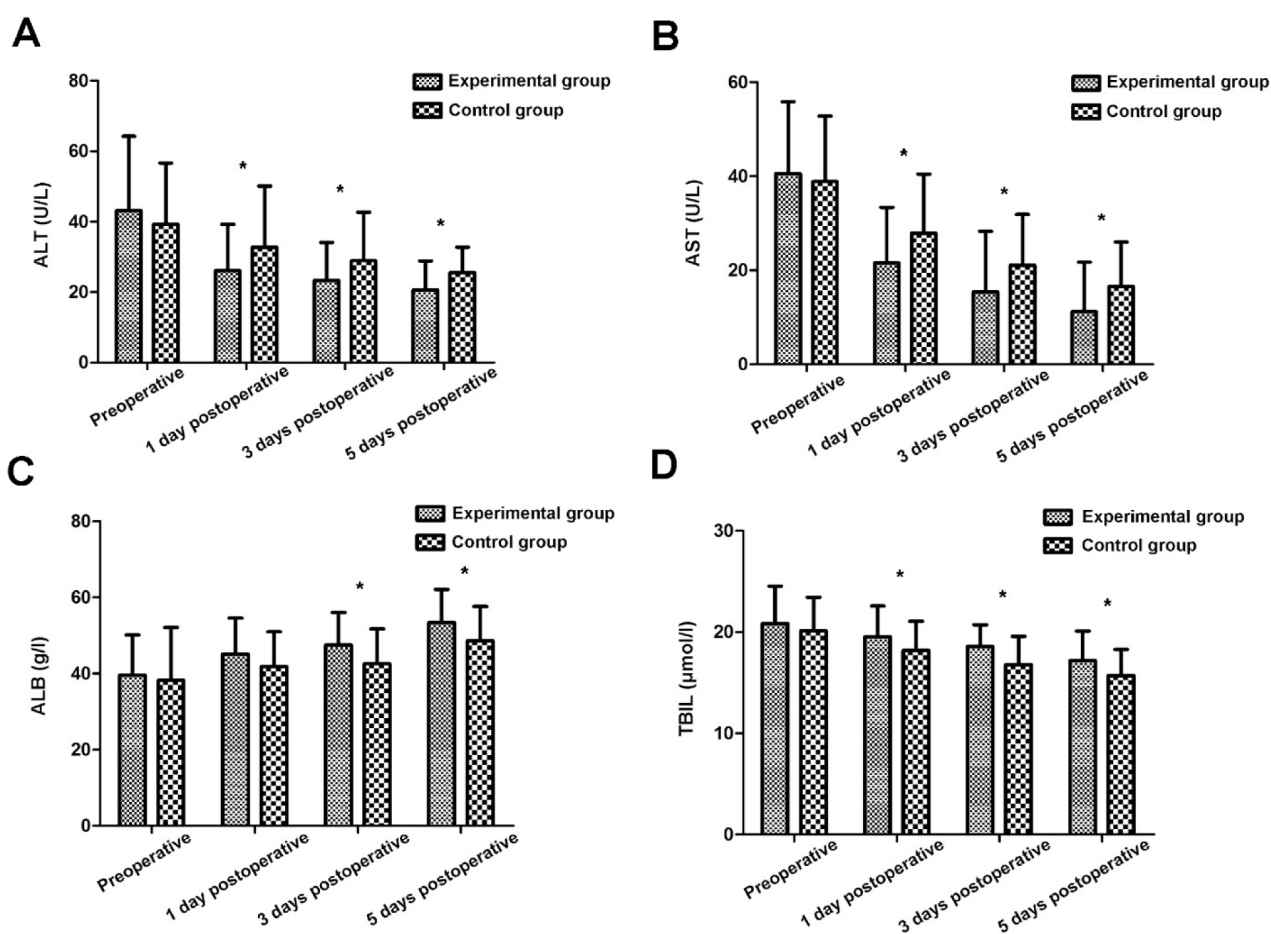 A
Experimental group
Control group
80
60
40
20
0
ALT (U/L)
*
*
*
Preoperative
1 day postoperative
3 days postoperative
5 days postoperative
B
Experimental group
Control group
60
40
20
0
AST (U/L)
*
*
*
Preoperative
1 day postoperative
3 days postoperative
5 days postoperative
C
Experimental group
Control group
80
60
40
20
0
ALB (g/l)
*
*
Preoperative
1 day postoperative
3 days postoperative
5 days postoperative
D
Experimental group
Control group
30
20
10
0
TBIL (μmol/l)
*
*
*
Preoperative
1 day postoperative
3 days postoperative
5 days postoperative